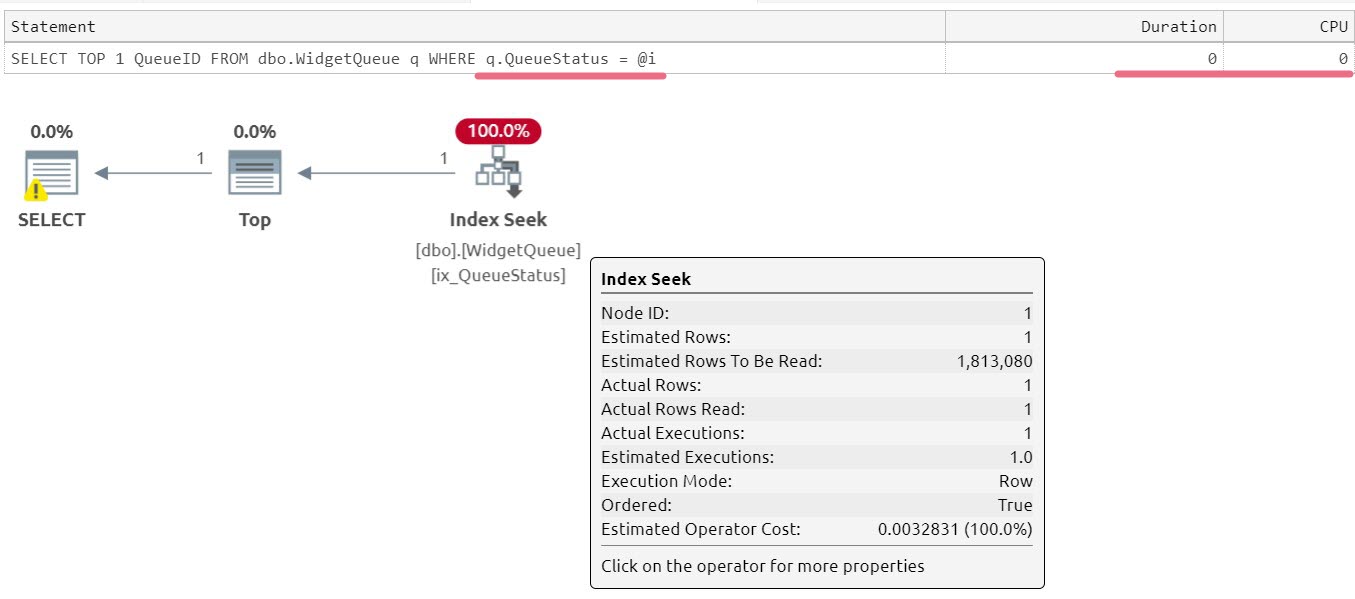 Statement Duration CPU
SELECT TOP 1 QueueID FROM dbo.WidgetQueue q WHERE q.QueueStatus = @i 0 0
0.0% 0.0% 100.0%
1 1
SELECT Top Index Seek
[dbo].[WidgetQueue]
[ix_QueueStatus]
Index Seek
Node ID: 1
Estimated Rows: 1
Estimated Rows To Be Read: 1,813,080
Actual Rows: 1
Actual Rows Read: 1
Actual Executions: 1
Estimated Executions: 1.0
Execution Mode: Row
Ordered: True
Estimated Operator Cost: 0.0032831 (100.0%)
Click on the operator for more properties